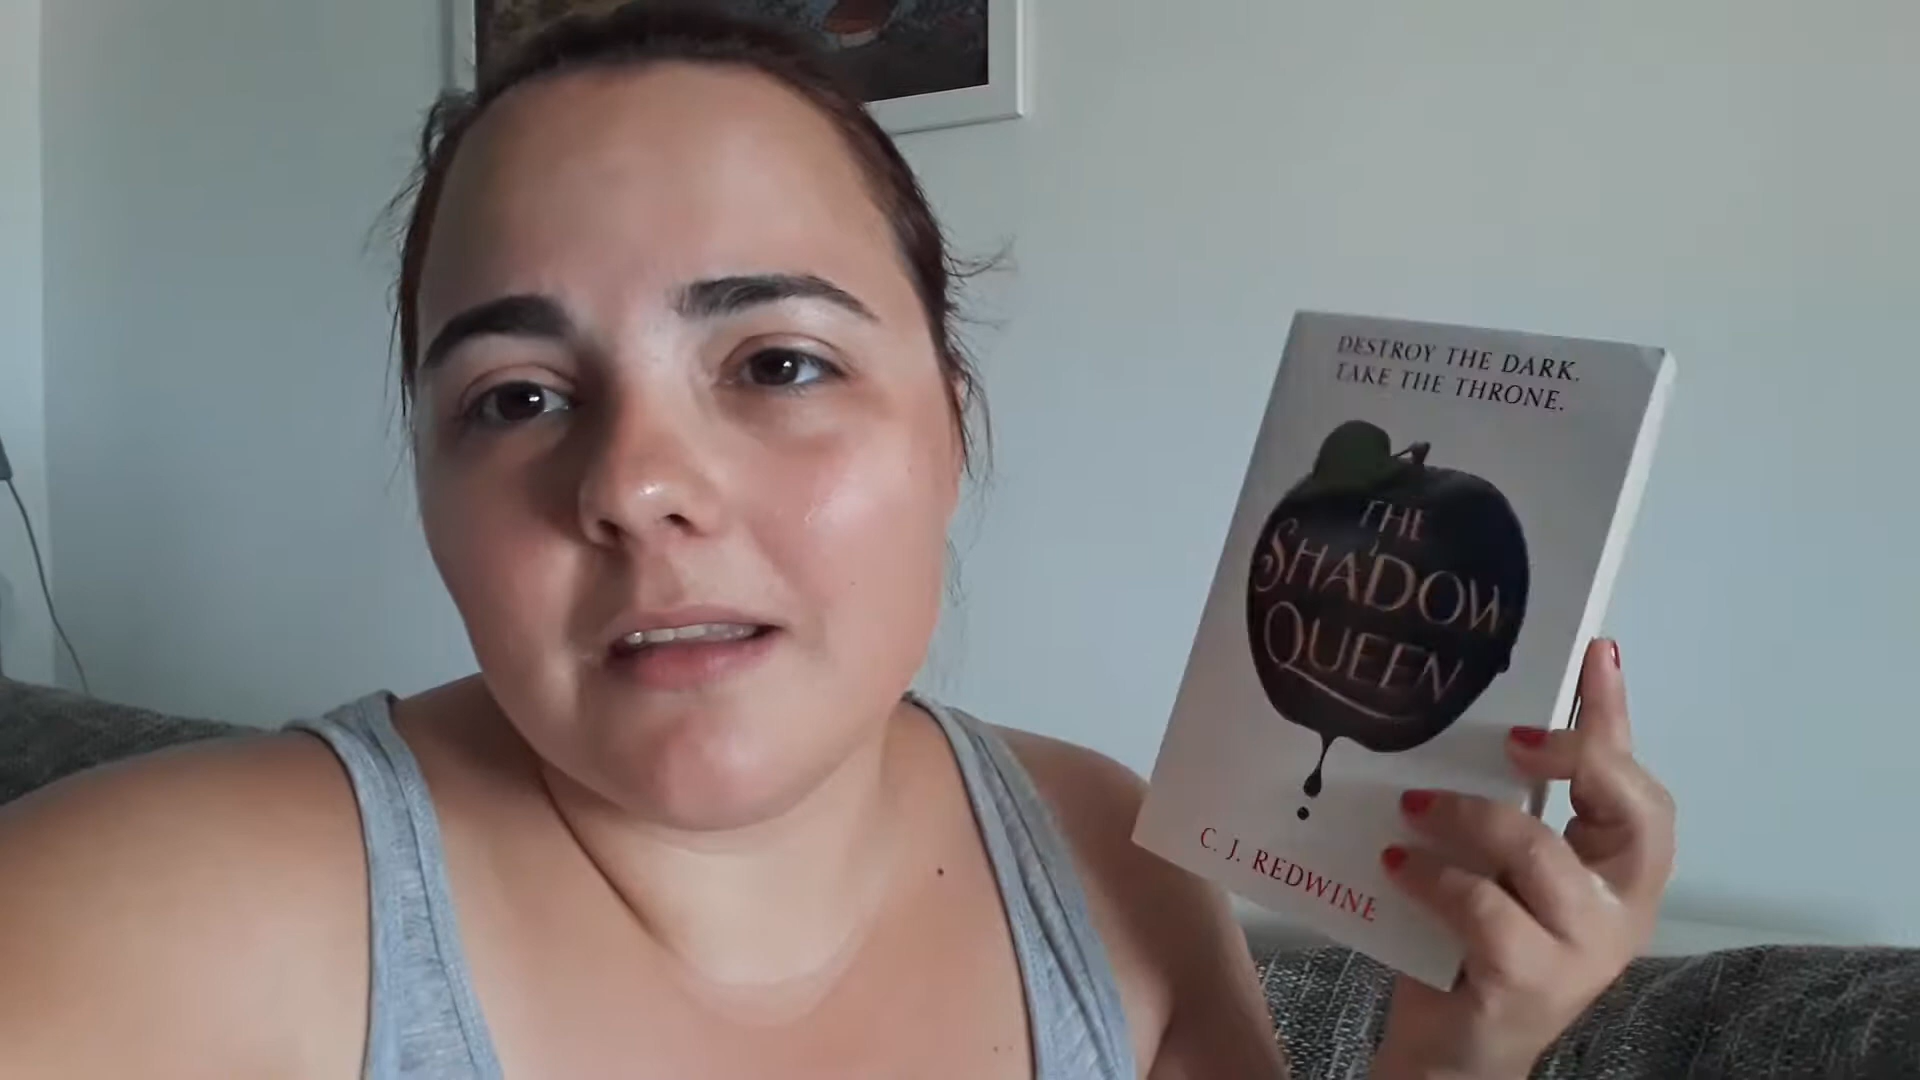 DESTROY THE DARK.
TAKE THE THRONE.
THE
SHADOW
QUEEN
C. J. REDWINE